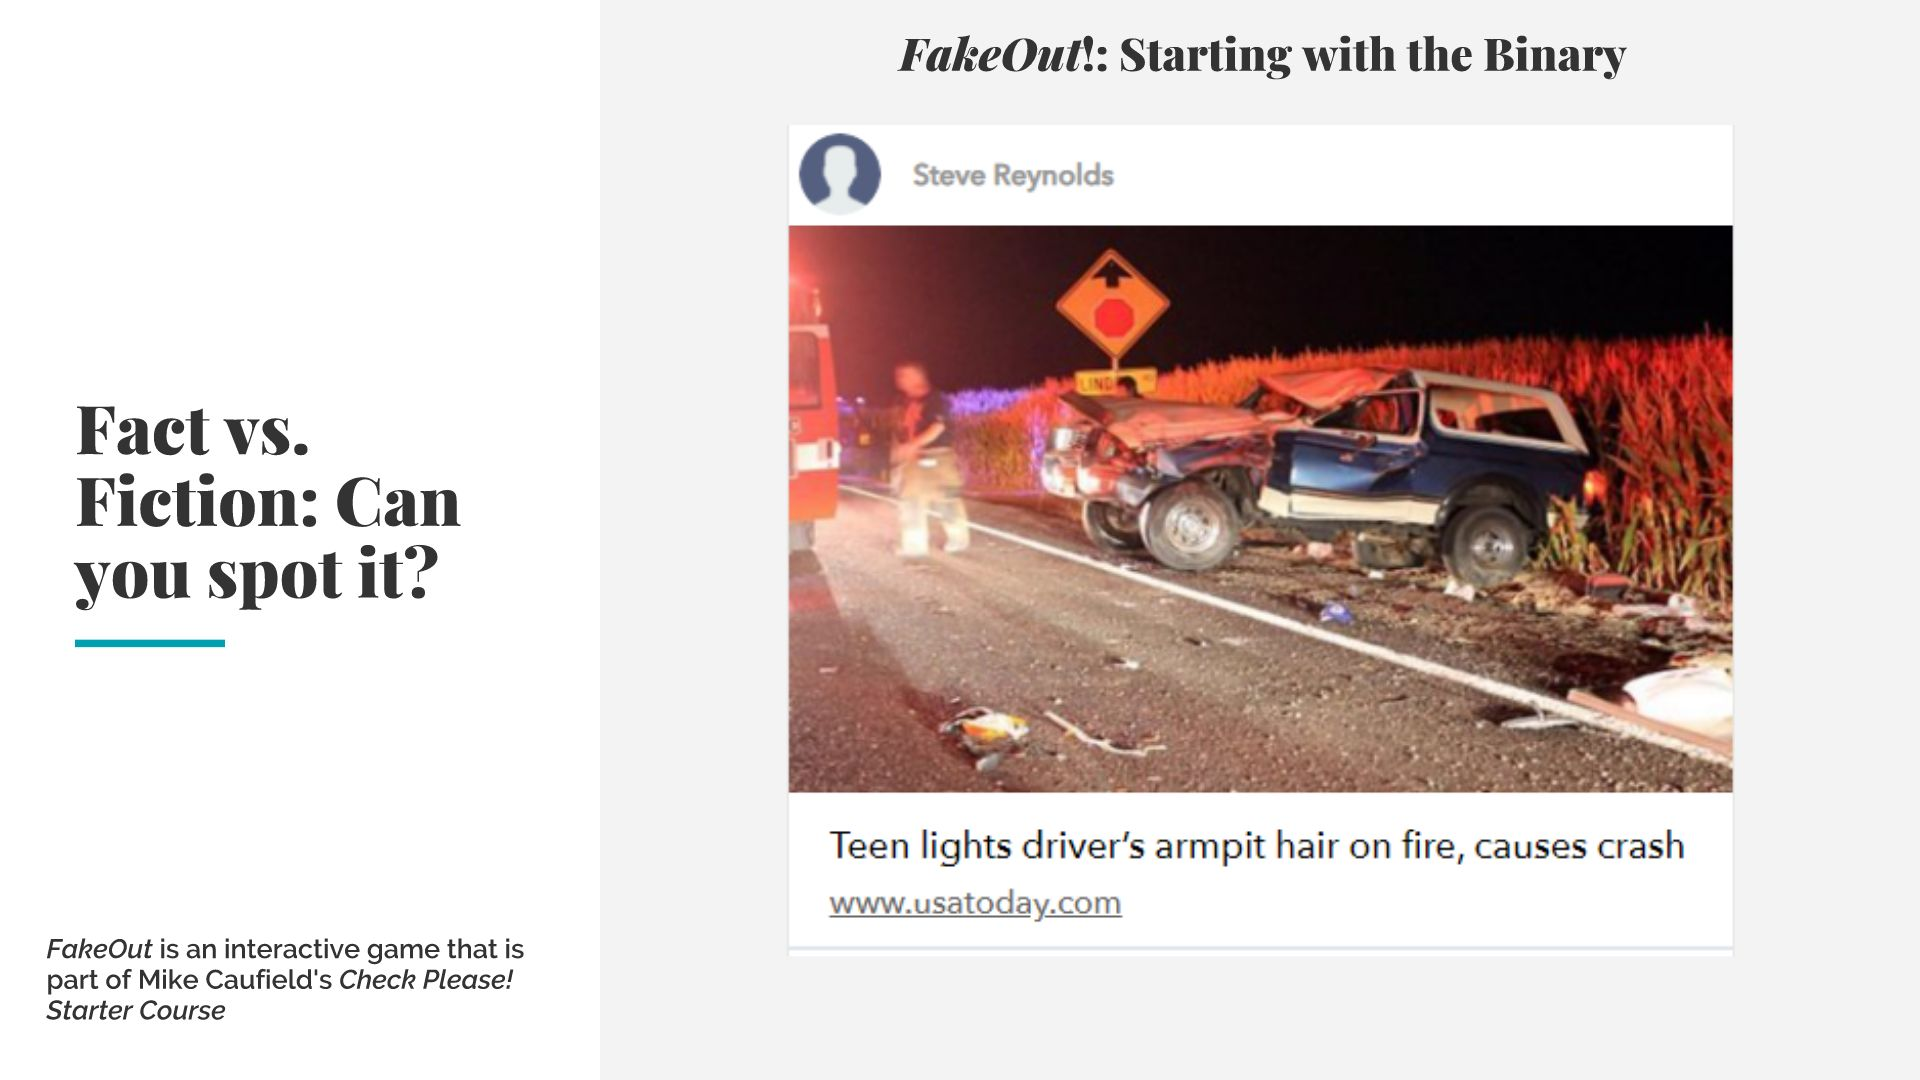 FakeOut!: Starting with the Binary
Steve Reynolds
LIND
Teen lights driver’s armpit hair on fire, causes crash
www.usatoday.com
Fact vs.
Fiction: Can
you spot it?
FakeOut is an interactive game that is
part of Mike Caufield's Check Please!
Starter Course